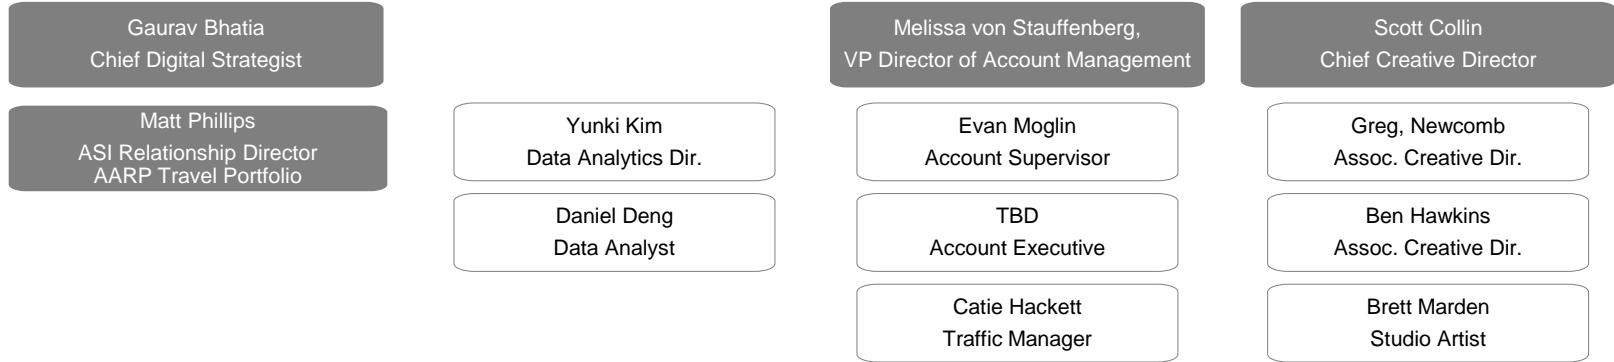 Gaurav Bhatia
Chief Digital Strategist
Matt Phillips
ASI Relationship Director
AARP Travel Portfolio
Yunki Kim
Data Analytics Dir.
Daniel Deng
Data Analyst
Melissa von Stauffenberg,
VP Director of Account Management
Evan Moglin
Account Supervisor
TBD
Account Executive
Catie Hackett
Traffic Manager
Scott Collin
Chief Creative Director
Greg, Newcomb
Assoc. Creative Dir.
Ben Hawkins
Assoc. Creative Dir.
Brett Marden
Studio Artist